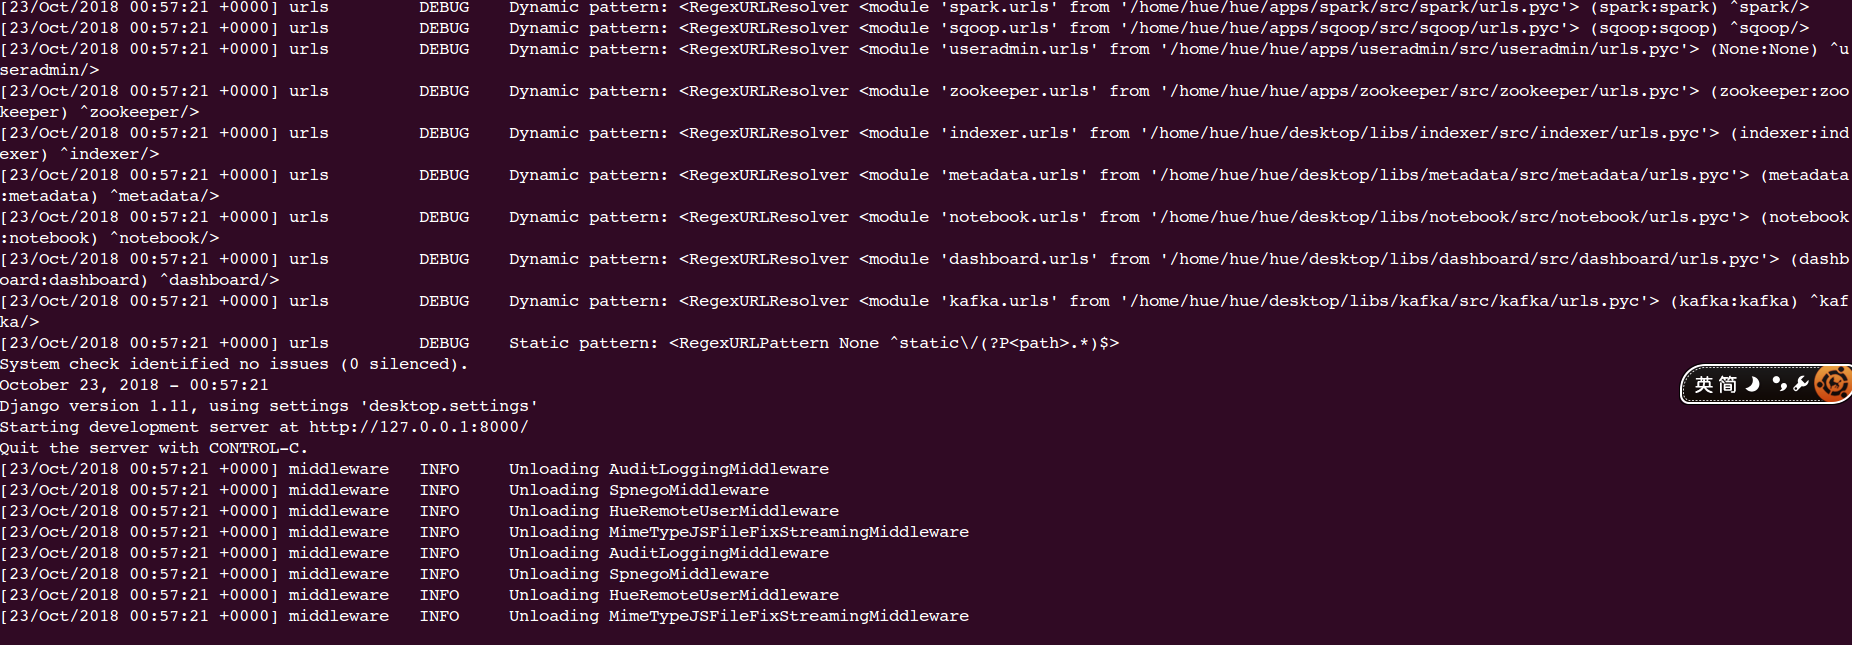 [23/Oct/2018 00:57:21 +0000] urls         DEBUG    Dynamic pattern: <RegexURLResolver <module 'spark.urls' from '/home/hue/hue/apps/spark/src/spark/urls.pyc'> (spark:spark) ^spark/>
[23/Oct/2018 00:57:21 +0000] urls         DEBUG    Dynamic pattern: <RegexURLResolver <module 'sqoop.urls' from '/home/hue/hue/apps/sqoop/src/sqoop/urls.pyc'> (sqoop:sqoop) ^sqoop/>
[23/Oct/2018 00:57:21 +0000] urls         DEBUG    Dynamic pattern: <RegexURLResolver <module 'useradmin.urls' from '/home/hue/hue/apps/useradmin/src/useradmin/urls.pyc'> (None:None) ^u
seradmin/>
[23/Oct/2018 00:57:21 +0000] urls         DEBUG    Dynamic pattern: <RegexURLResolver <module 'zookeeper.urls' from '/home/hue/hue/apps/zookeeper/src/zookeeper/urls.pyc'> (zookeeper:zoo
keeper) ^zookeeper/>
[23/Oct/2018 00:57:21 +0000] urls         DEBUG    Dynamic pattern: <RegexURLResolver <module 'indexer.urls' from '/home/hue/hue/desktop/libs/indexer/src/indexer/urls.pyc'> (indexer:ind
exer) ^indexer/>
[23/Oct/2018 00:57:21 +0000] urls         DEBUG    Dynamic pattern: <RegexURLResolver <module 'metadata.urls' from '/home/hue/hue/desktop/libs/metadata/src/metadata/urls.pyc'> (metadata
:metadata) ^metadata/>
[23/Oct/2018 00:57:21 +0000] urls         DEBUG    Dynamic pattern: <RegexURLResolver <module 'notebook.urls' from '/home/hue/hue/desktop/libs/notebook/src/notebook/urls.pyc'> (notebook
:notebook) ^notebook/>
[23/Oct/2018 00:57:21 +0000] urls         DEBUG    Dynamic pattern: <RegexURLResolver <module 'dashboard.urls' from '/home/hue/hue/desktop/libs/dashboard/src/dashboard/urls.pyc'> (dashb
oard:dashboard) ^dashboard/>
[23/Oct/2018 00:57:21 +0000] urls         DEBUG    Dynamic pattern: <RegexURLResolver <module 'kafka.urls' from '/home/hue/hue/desktop/libs/kafka/src/kafka/urls.pyc'> (kafka:kafka) ^kaf
ka/>
[23/Oct/2018 00:57:21 +0000] urls         DEBUG    Static pattern: <RegexURLPattern None ^static\/(?P<path>.*)$>
System check identified no issues (0 silenced).
October 23, 2018 - 00:57:21
英 简
Django version 1.11, using settings 'desktop.settings'
Starting development server at http://127.0.0.1:8000/
Quit the server with CONTROL-C.
[23/Oct/2018 00:57:21 +0000] middleware   INFO     Unloading AuditLoggingMiddleware
[23/Oct/2018 00:57:21 +0000] middleware   INFO     Unloading SpnegoMiddleware
[23/Oct/2018 00:57:21 +0000] middleware   INFO     Unloading HueRemoteUserMiddleware
[23/Oct/2018 00:57:21 +0000] middleware   INFO     Unloading MimeTypeJSFileFixStreamingMiddleware
[23/Oct/2018 00:57:21 +0000] middleware   INFO     Unloading AuditLoggingMiddleware
[23/Oct/2018 00:57:21 +0000] middleware   INFO     Unloading SpnegoMiddleware
[23/Oct/2018 00:57:21 +0000] middleware   INFO     Unloading HueRemoteUserMiddleware
[23/Oct/2018 00:57:21 +0000] middleware   INFO     Unloading MimeTypeJSFileFixStreamingMiddleware